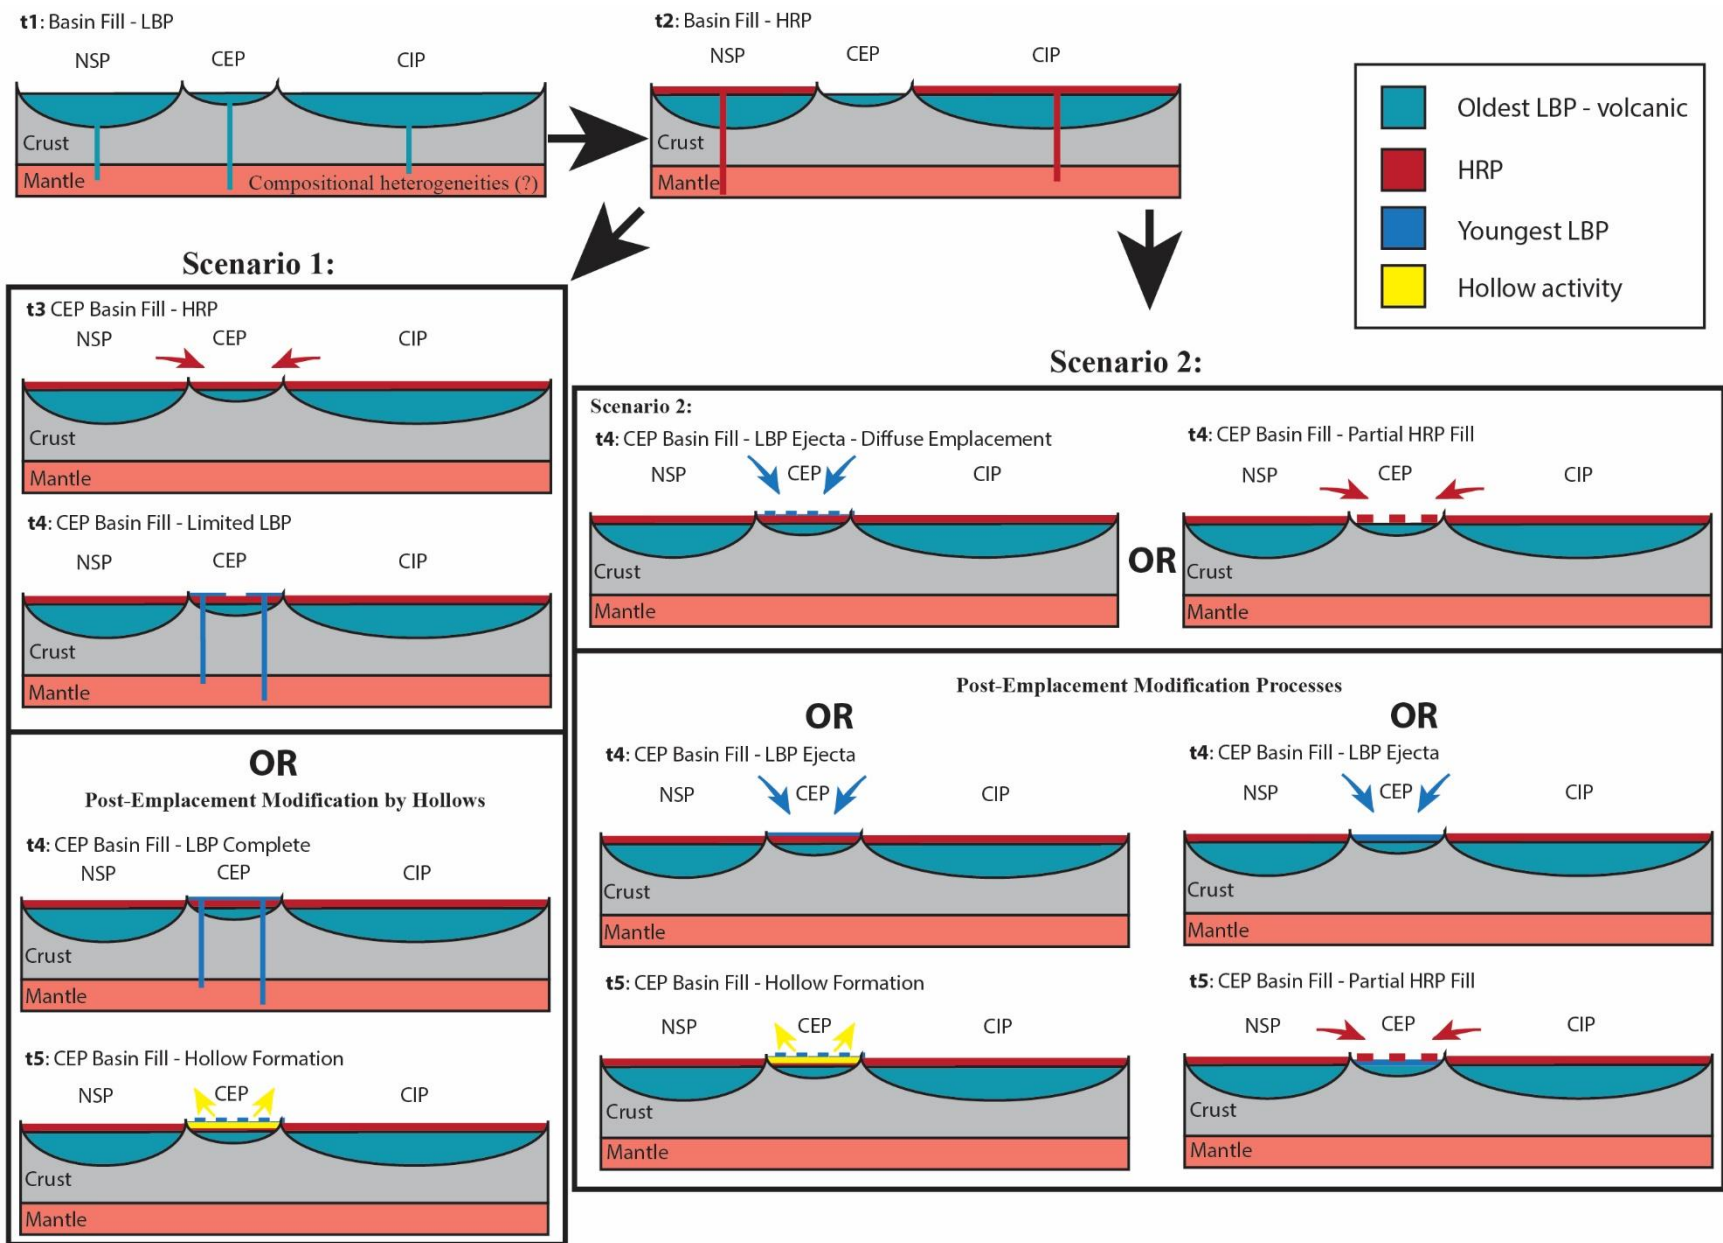 t1: Basin Fill - LBP
NSP CEP CIP
Crust
Mantle Compositional heterogeneities (?)
t2: Basin Fill - HRP
NSP CEP CIP
Crust
Mantle
Oldest LBP - volcanic
HRP
Youngest LBP
Hollow activity
Scenario 1:
t3 CEP Basin Fill - HRP
NSP CEP CIP
Crust
Mantle
t4: CEP Basin Fill - Limited LBP
NSP CEP CIP
Crust
Mantle
OR
Post-Emplacement Modification by Hollows
t4: CEP Basin Fill - LBP Complete
NSP CEP CIP
Crust
Mantle
t5: CEP Basin Fill - Hollow Formation
NSP CEP CIP
Crust
Mantle
Scenario 2:
Scenario 2:
t4: CEP Basin Fill - LBP Ejecta - Diffuse Emplacement
NSP CEP CIP
Crust
Mantle
OR
t4: CEP Basin Fill - Partial HRP Fill
NSP CEP CIP
Crust
Mantle
Post-Emplacement Modification Processes
OR
t4: CEP Basin Fill - LBP Ejecta
NSP CEP CIP
Crust
Mantle
t5: CEP Basin Fill - Hollow Formation
NSP CEP CIP
Crust
Mantle
OR
t4: CEP Basin Fill - LBP Ejecta
NSP CEP CIP
Crust
Mantle
t5: CEP Basin Fill - Partial HRP Fill
NSP CEP CIP
Crust
Mantle